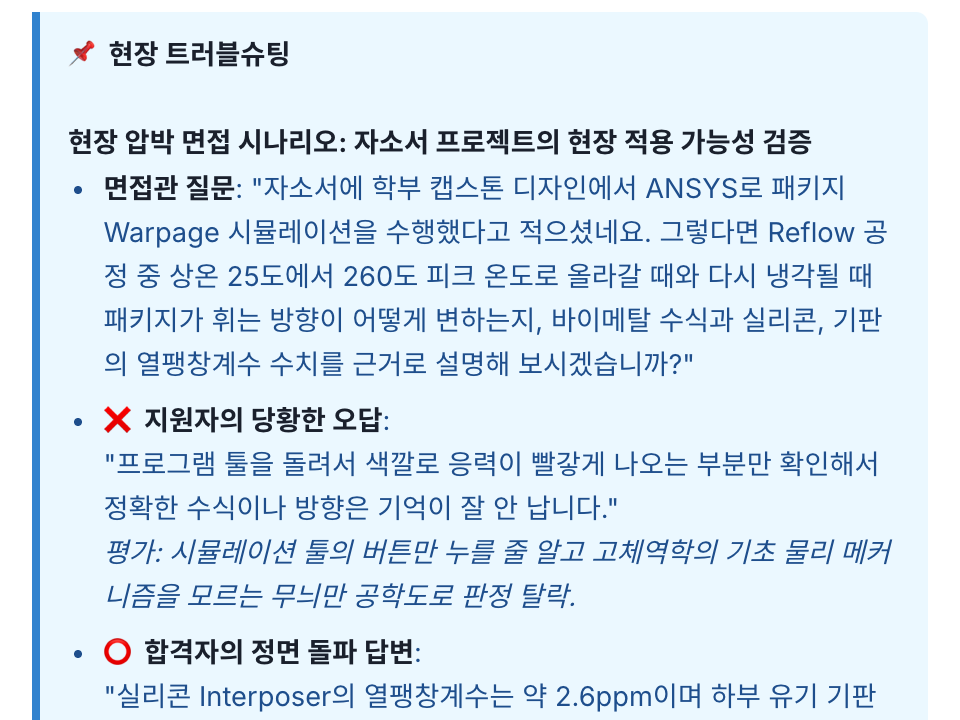 📌 현장 트러블슈팅
현장 압박 면접 시나리오: 자소서 프로젝트의 현장 적용 가능성 검증
• 면접관 질문: "자소서에 학부 캡스톤 디자인에서 ANSYS로 패키지
Warpage 시뮬레이션을 수행했다고 적으셨네요. 그렇다면 Reflow 공
정 중 상온 25도에서 260도 피크 온도로 올라갈 때와 다시 냉각될 때
패키지가 휘는 방향이 어떻게 변하는지, 바이메탈 수식과 실리콘, 기판
의 열팽창계수 수치를 근거로 설명해 보시겠습니까?"
• ❌ 지원자의 당황한 오답:
"프로그램 툴을 돌려서 색깔로 응력이 빨갛게 나오는 부분만 확인해서
정확한 수식이나 방향은 기억이 잘 안 납니다."
평가: 시뮬레이션 툴의 버튼만 누를 줄 알고 고체역학의 기초 물리 메커
니즘을 모르는 무늬만 공학도로 판정 탈락.
• ⭕ 합격자의 정면 돌파 답변:
"실리콘 Interposer의 열팽창계수는 약 2.6ppm이며 하부 유기 기판